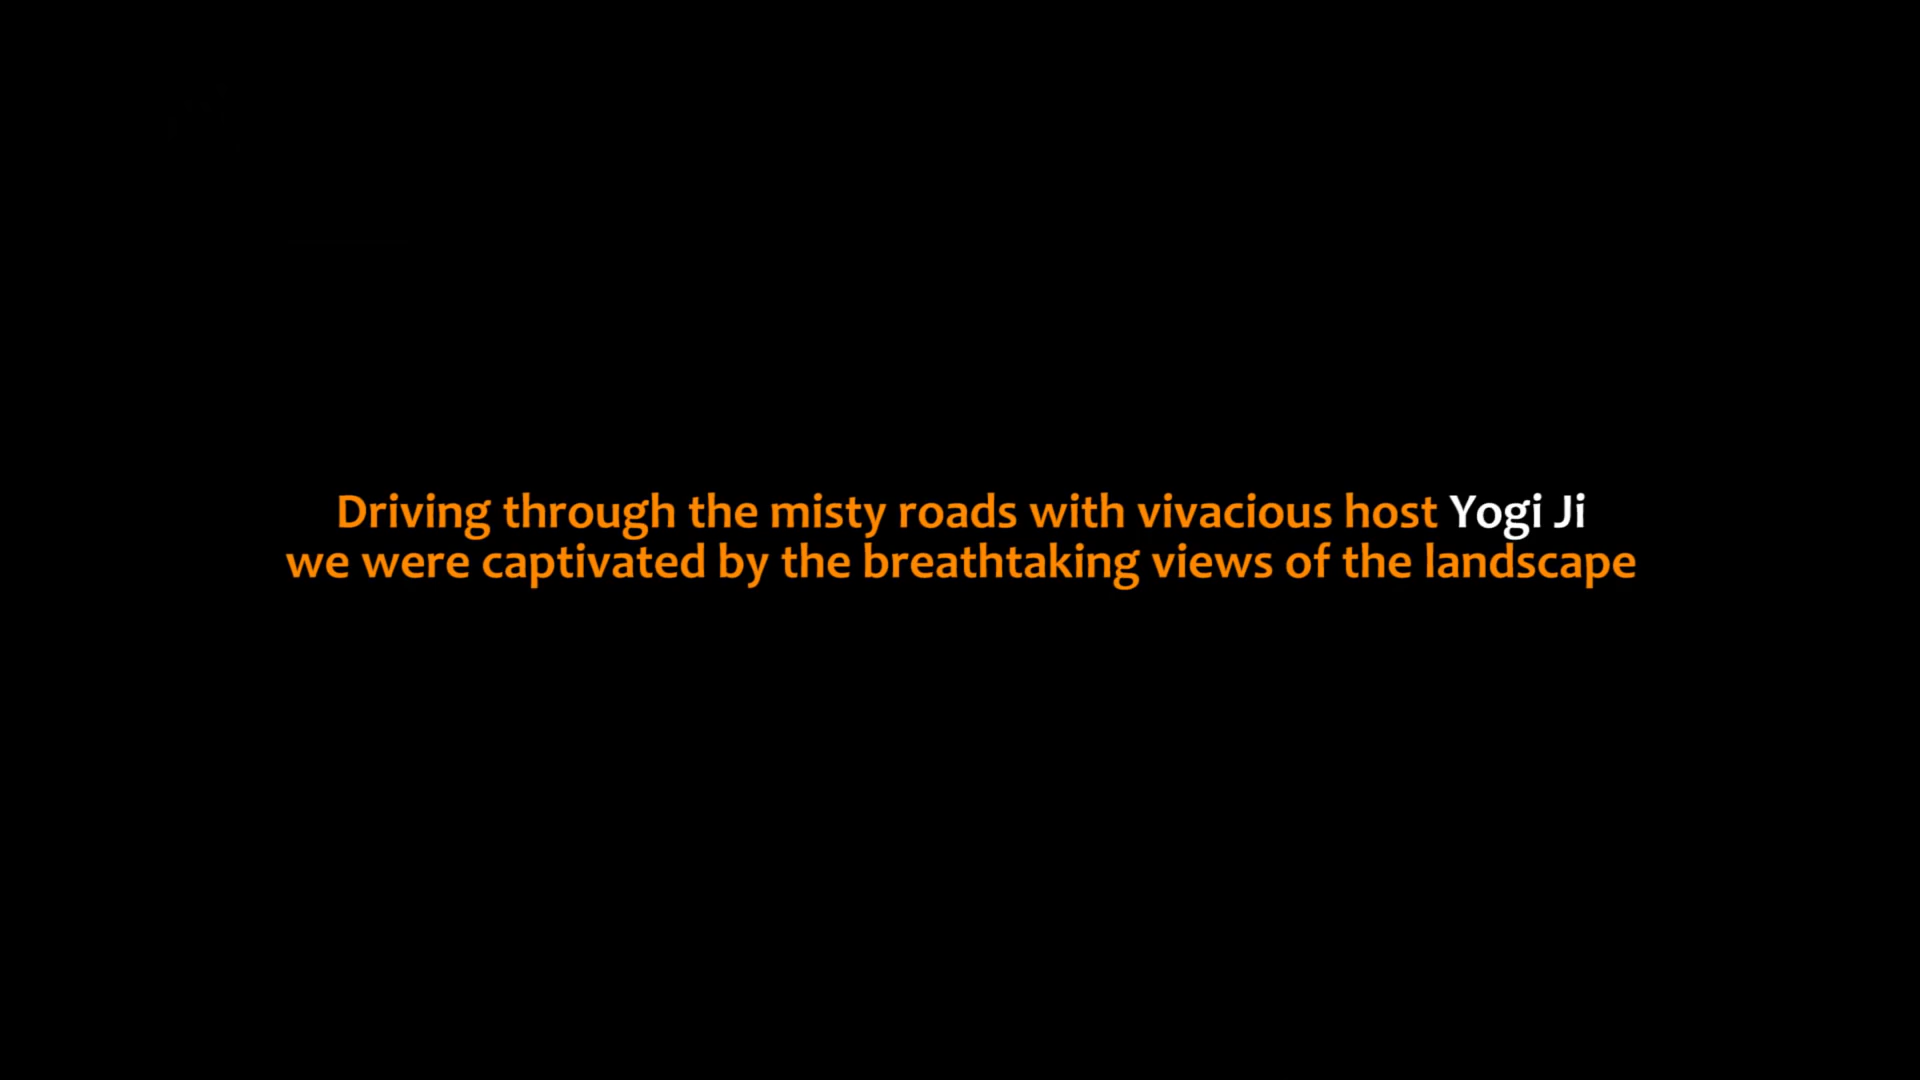 Driving through the misty roads with vivacious host Yogi Ji
we were captivated by the breathtaking views of the landscape